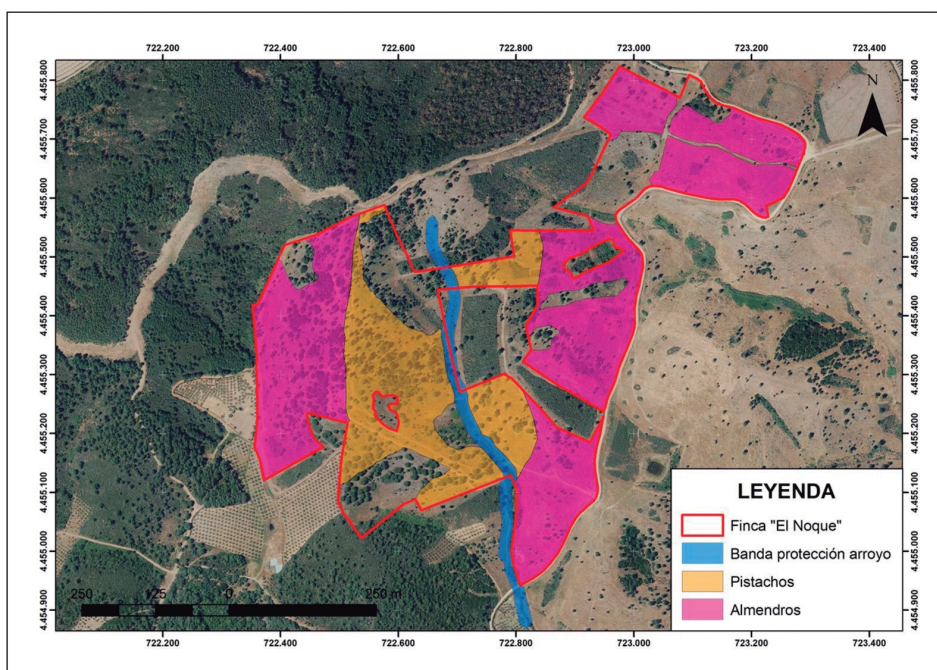 722.200 722.400 722.600 722.800 723.000 723.200 723.400
4.455.800
4.455.700
4.455.600
4.455.500
4.455.400
4.455.300
4.455.200
4.455.100
4.455.000
4.454.900
4.455.800
4.455.700
4.455.600
4.455.500
4.455.400
4.455.300
4.455.200
4.455.100
4.455.000
4.454.900
N
LEYENDA
Finca "El Noque"
Banda protección arroyo
Pistachos
Almendros
250 125 0 250 m
722.200 722.400 722.600 722.800 723.000 723.200 723.400